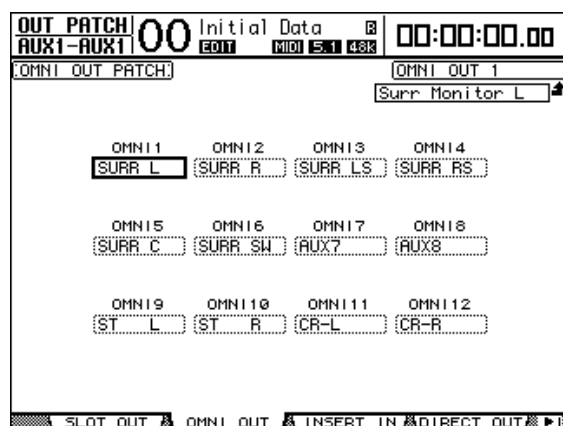 OUT PATCH
AUX1-AUX1
00 Initial Data
EDIT MIDI 5.1 48k
00:00:00.00
OMNI OUT PATCH
OMNI OUT 1
Surr Monitor L
OMNI1 OMNI2 OMNI3 OMNI4
SURR L SURR R SURR LS SURR RS
OMNI5 OMNI6 OMNI7 OMNI8
SURR C SURR SW AUX7 AUX8
OMNI9 OMNI10 OMNI11 OMNI12
ST L ST R CR-L CR-R
SLOT OUT OMNI OUT INSERT IN DIRECT OUT